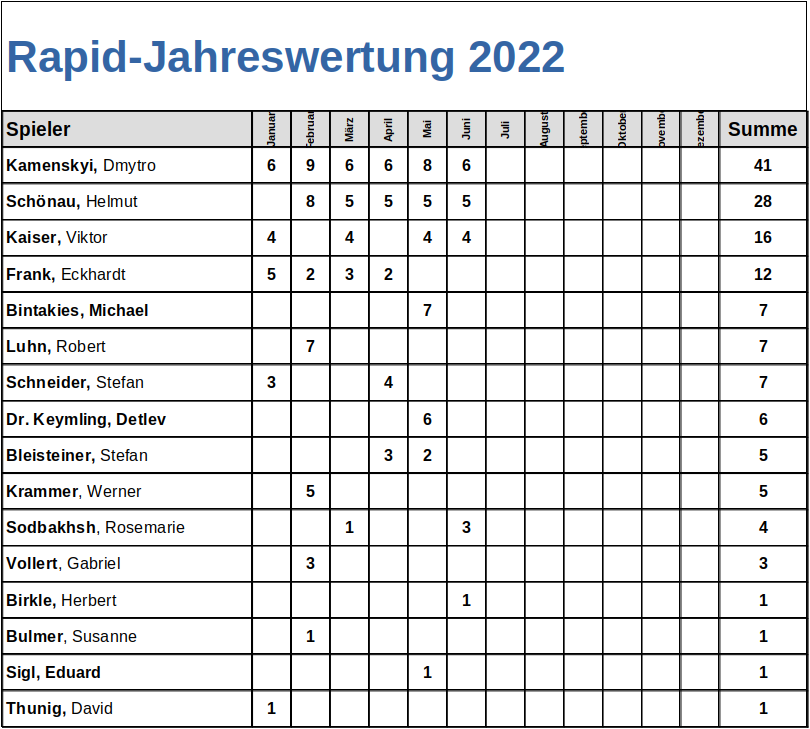 Rapid-Jahreswertung 2022
Spieler Januar Februar März April Mai Juni Juli August eptembe Oktober ovembe ezembe Summe
Kamenskyi, Dmytro 6 9 6 6 8 6 41
Schönau, Helmut 8 5 5 5 5 28
Kaiser, Viktor 4 4 4 4 16
Frank, Eckhardt 5 2 3 2 12
Bintakies, Michael 7 7
Luhn, Robert 7 7
Schneider, Stefan 3 4 7
Dr. Keymling, Detlev 6 6
Bleisteiner, Stefan 3 2 5
Krammer, Werner 5 5
Sodbakhsh, Rosemarie 1 3 4
Vollert, Gabriel 3 3
Birkle, Herbert 1 1
Bulmer, Susanne 1 1
Sigl, Eduard 1 1
Thunig, David 1 1